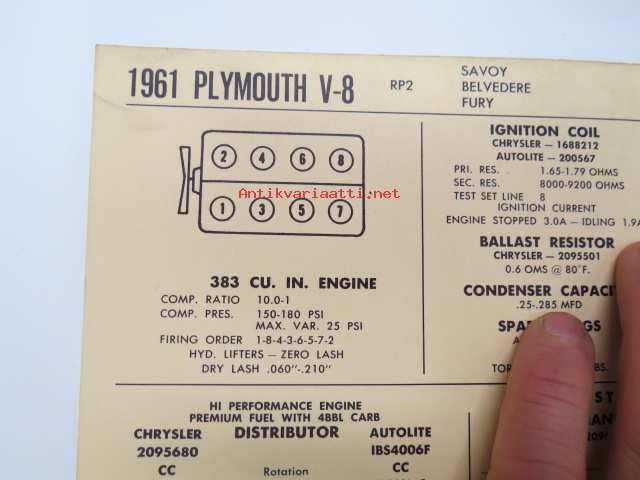 1961 PLYMOUTH V-8 RP2
SAVOY
BELVEDERE
FURY
2 4 6 8
1 3 5 7
Antikvariaatti.net
383 CU. IN. ENGINE
COMP. RATIO 10.0-1
COMP. PRES. 150-180 PSI
MAX. VAR. 25 PSI
FIRING ORDER 1-8-4-3-6-5-7-2
HYD. LIFTERS — ZERO LASH
DRY LASH .060"-.210"
IGNITION COIL
CHRYSLER — 1688212
AUTOLITE — 200567
PRI. RES. 1.65-1.79 OHMS
SEC. RES. 8000-9200 OHMS
TEST SET LINE 8
IGNITION CURRENT
ENGINE STOPPED 3.0A — IDLING 1.9A
BALLAST RESISTOR
CHRYSLER — 2095501
0.6 OMS @ 80°F.
CONDENSER CAPACIT
.25-.285 MFD
HI PERFORMANCE ENGINE
PREMIUM FUEL WITH 4BBL CARB
CHRYSLER DISTRIBUTOR AUTOLITE
2095680 IBS4006F
CC Rotation CC